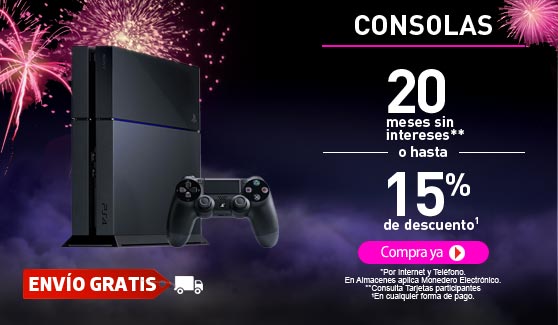 CONSOLAS
20
meses sin
intereses**
o hasta
15%
de descuento¹
Compra ya
*Por Internet y Teléfono.
En Almacenes aplica Monedero Electrónico.
**Consulta Tarjetas participantes
¹En cualquier forma de pago.
PS4
ENVÍO GRATIS